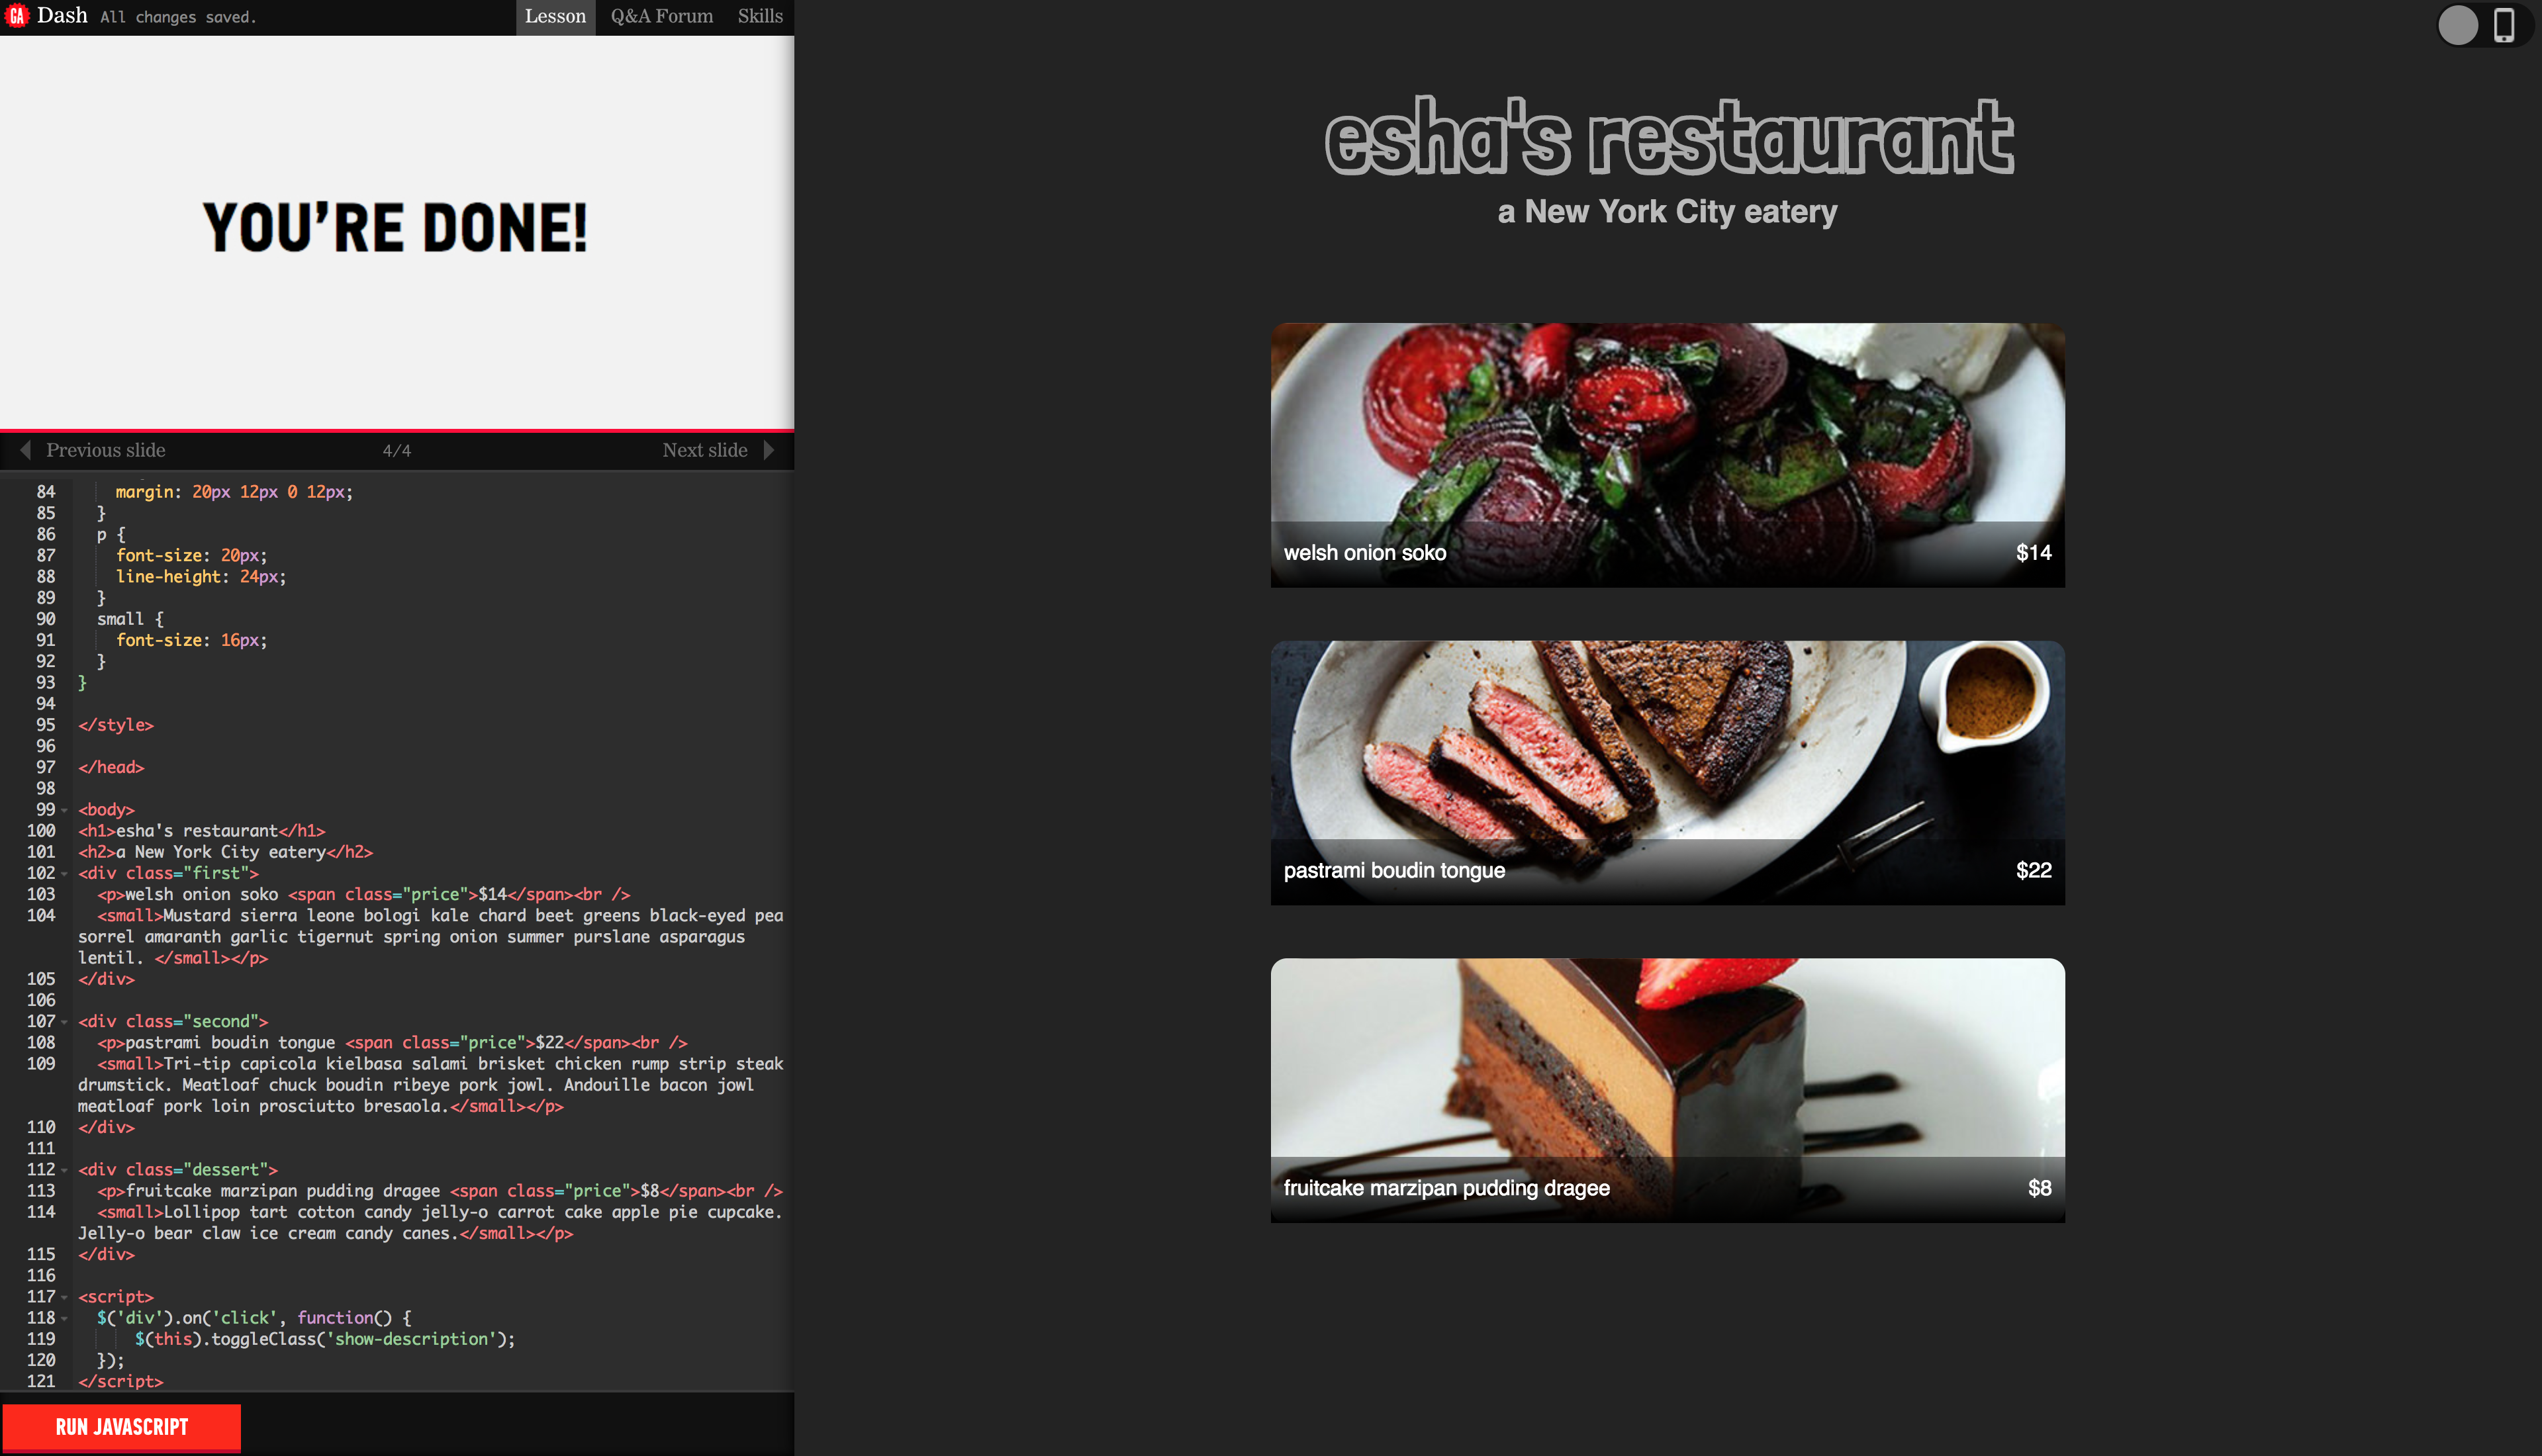 GA Dash All changes saved. Lesson Q&A Forum Skills
YOU'RE DONE!
Previous slide 4/4 Next slide
84 margin: 20px 12px 0 12px;
85 }
86 p {
87 font-size: 20px;
88 line-height: 24px;
89 }
90 small {
91 font-size: 16px;
92 }
93 }
94
95 </style>
96
97 </head>
98
99 <body>
100 <h1>esha's restaurant</h1>
101 <h2>a New York City eatery</h2>
102 <div class="first">
103 <p>welsh onion soko <span class="price">$14</span><br />
104 <small>Mustard sierra leone bologi kale chard beet greens black-eyed pea
sorrel amaranth garlic tigernut spring onion summer purslane asparagus
lentil. </small></p>
105 </div>
106
107 <div class="second">
108 <p>pastrami boudin tongue <span class="price">$22</span><br />
109 <small>Tri-tip capicola kielbasa salami brisket chicken rump strip steak
drumstick. Meatloaf chuck boudin ribeye pork jowl. Andouille bacon jowl
meatloaf pork loin prosciutto bresaola.</small></p>
110 </div>
111
112 <div class="dessert">
113 <p>fruitcake marzipan pudding dragee <span class="price">$8</span><br />
114 <small>Lollipop tart cotton candy jelly-o carrot cake apple pie cupcake.
Jelly-o bear claw ice cream candy canes.</small></p>
115 </div>
116
117 <script>
118 $('div').on('click', function() {
119 $(this).toggleClass('show-description');
120 });
121 </script>
RUN JAVASCRIPT
esha's restaurant
a New York City eatery
welsh onion soko $14
pastrami boudin tongue $22
fruitcake marzipan pudding dragee $8